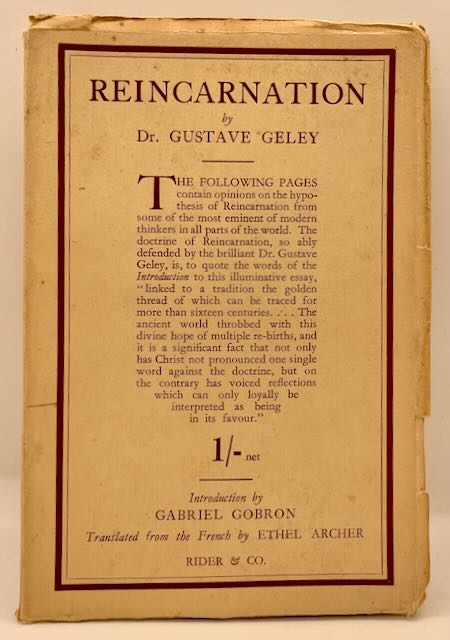 REINCARNATION
by
Dr. GUSTAVE GELEY
THE FOLLOWING PAGES
contain opinions on the hypo-
thesis of Reincarnation from
some of the most eminent of modern
thinkers in all parts of the world. The
doctrine of Reincarnation, so ably
defended by the brilliant Dr. Gustave
Geley, is, to quote the words of the
Introduction to this illuminative essay,
"linked to a tradition the golden
thread of which can be traced for
more than sixteen centuries. . . . The
ancient world throbbed with this
divine hope of multiple re-births, and
it is a significant fact that not only
has Christ not pronounced one single
word against the doctrine, but on
the contrary has voiced reflections
which can only loyally be
interpreted as being
in its favour."
1/- net
Introduction by
GABRIEL GOBRON
Translated from the French by ETHEL ARCHER
RIDER & CO.